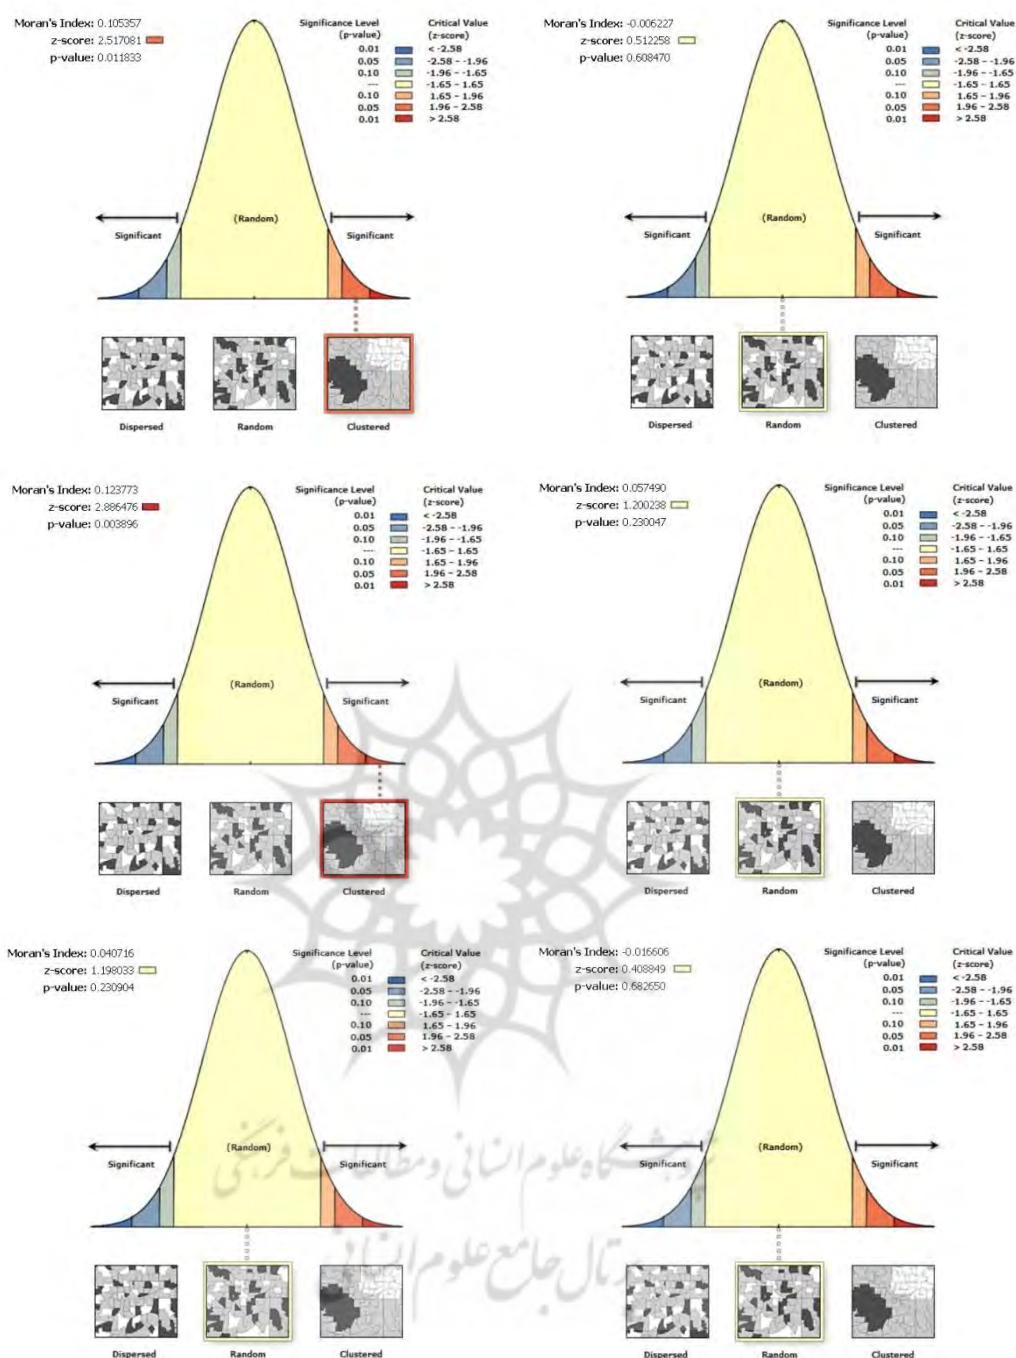 Moran's Index: 0.105357
z-score: 2.517081
p-value: 0.011833
Significance Level (p-value) Critical Value (z-score)
0.01 < -2.58
0.05 -2.58 - -1.96
0.10 -1.96 - -1.65
--- -1.65 - 1.65
0.10 1.65 - 1.96
0.05 1.96 - 2.58
0.01 > 2.58
Significant (Random) Significant
Dispersed Random Clustered
Moran's Index: -0.006227
z-score: 0.512258
p-value: 0.608470
Significance Level (p-value) Critical Value (z-score)
0.01 < -2.58
0.05 -2.58 - -1.96
0.10 -1.96 - -1.65
--- -1.65 - 1.65
0.10 1.65 - 1.96
0.05 1.96 - 2.58
0.01 > 2.58
Significant (Random) Significant
Dispersed Random Clustered
Moran's Index: 0.123773
z-score: 2.886476
p-value: 0.003896
Significance Level (p-value) Critical Value (z-score)
0.01 < -2.58
0.05 -2.58 - -1.96
0.10 -1.96 - -1.65
--- -1.65 - 1.65
0.10 1.65 - 1.96
0.05 1.96 - 2.58
0.01 > 2.58
Significant (Random) Significant
Dispersed Random Clustered
Moran's Index: 0.057490
z-score: 1.200238
p-value: 0.230047
Significance Level (p-value) Critical Value (z-score)
0.01 < -2.58
0.05 -2.58 - -1.96
0.10 -1.96 - -1.65
--- -1.65 - 1.65
0.10 1.65 - 1.96
0.05 1.96 - 2.58
0.01 > 2.58
Significant (Random) Significant
Dispersed Random Clustered
Moran's Index: 0.040716
z-score: 1.198033
p-value: 0.230904
Significance Level (p-value) Critical Value (z-score)
0.01 < -2.58
0.05 -2.58 - -1.96
0.10 -1.96 - -1.65
--- -1.65 - 1.65
0.10 1.65 - 1.96
0.05 1.96 - 2.58
0.01 > 2.58
Significant (Random) Significant
Dispersed Random Clustered
Moran's Index: -0.016606
z-score: 0.408849
p-value: 0.682650
Significance Level (p-value) Critical Value (z-score)
0.01 < -2.58
0.05 -2.58 - -1.96
0.10 -1.96 - -1.65
--- -1.65 - 1.65
0.10 1.65 - 1.96
0.05 1.96 - 2.58
0.01 > 2.58
Significant (Random) Significant
Dispersed Random Clustered
پژوهشگاه علوم انسانی و مطالعات فرهنگی
پرتال جامع علوم انسانی